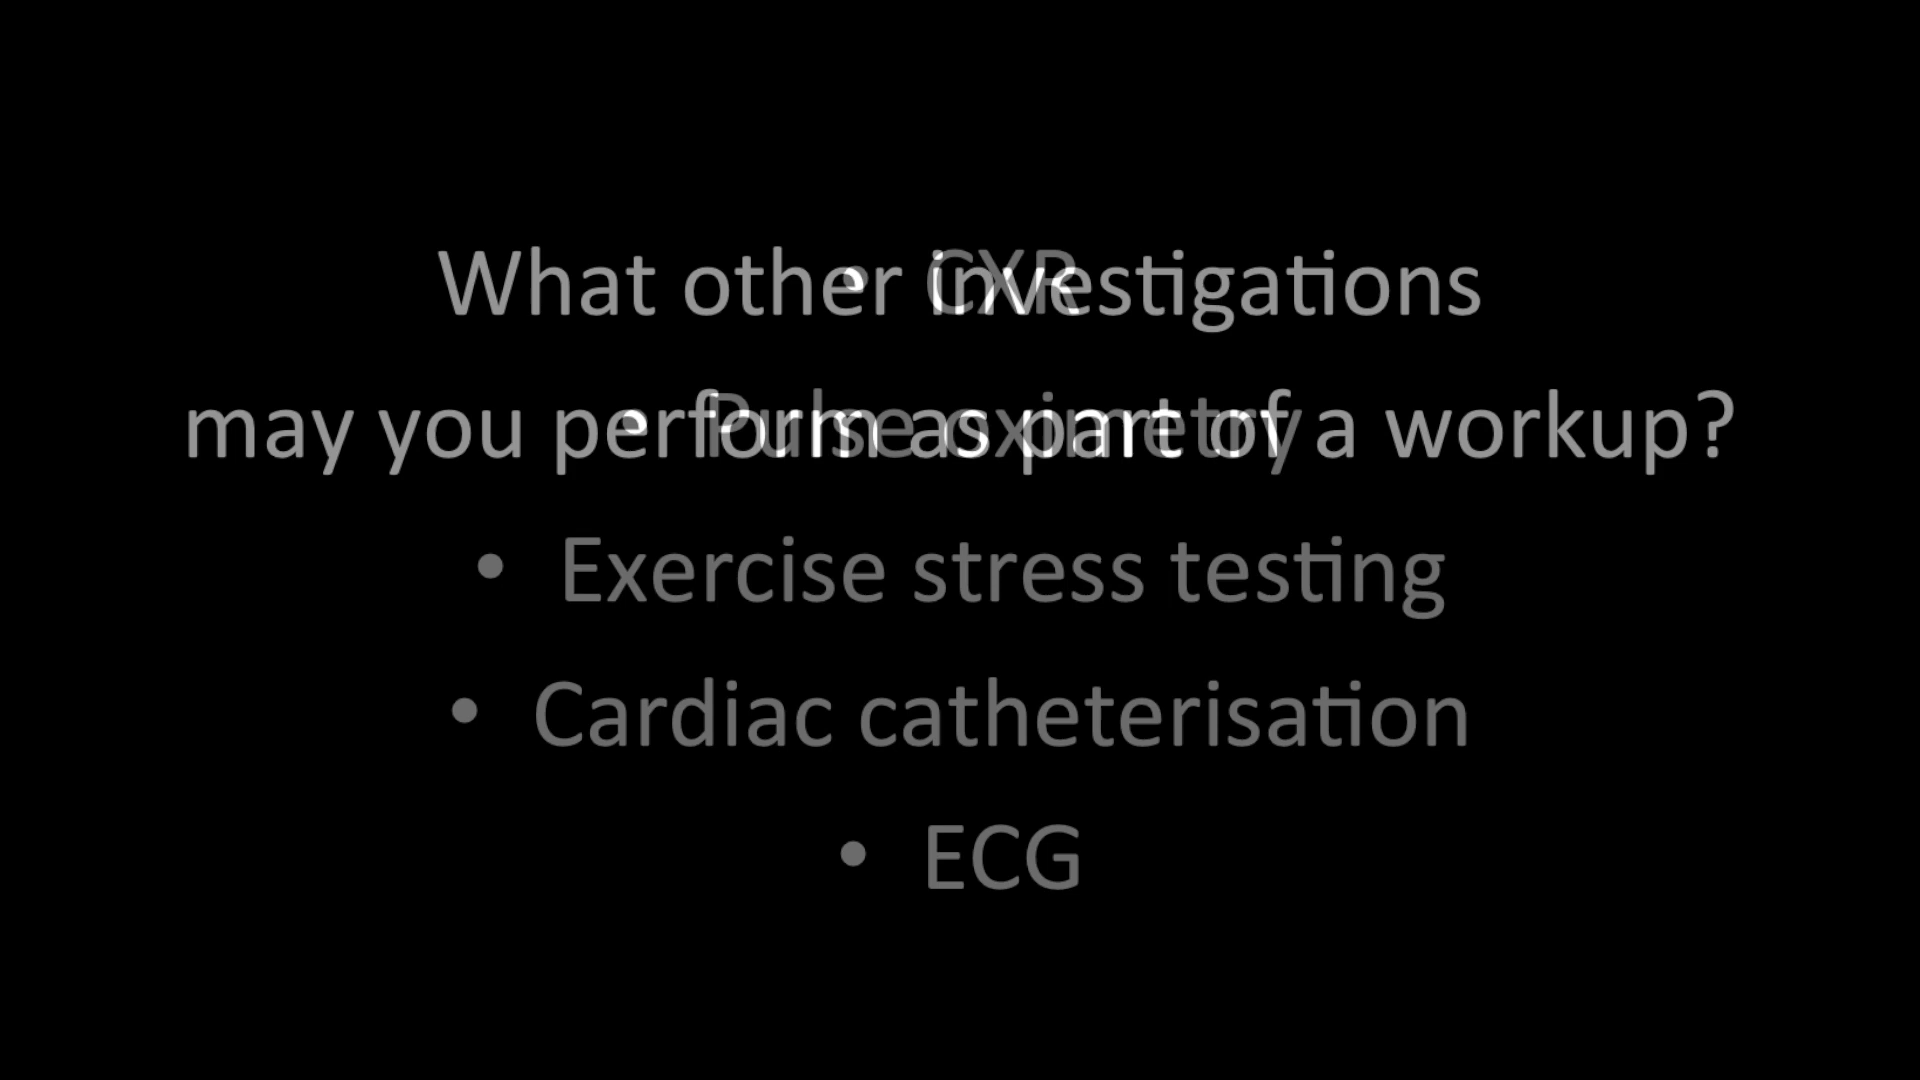 What other investigations
may you perform as part of a workup?
• CXR
• Pulse oximetry
• Exercise stress testing
• Cardiac catheterisation
• ECG